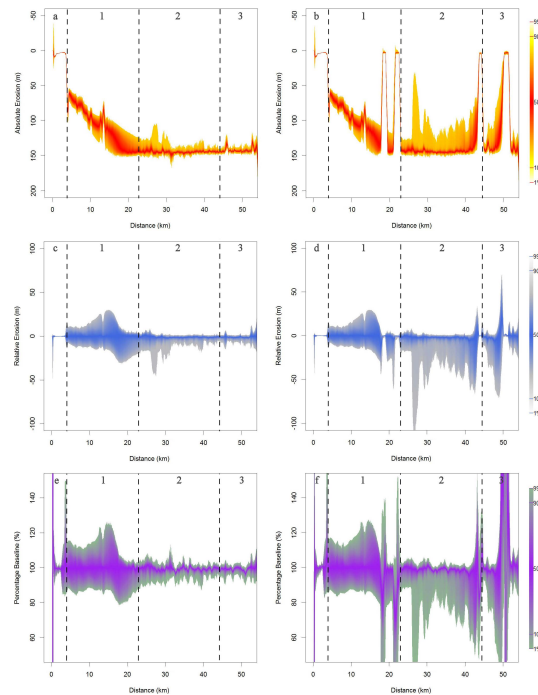 a 1 2 3
-50
0
50
100
150
200
Absolute Erosion (m)
0 10 20 30 40 50
Distance (km)
b 1 2 3
-50
0
50
100
150
200
Absolute Erosion (m)
0 10 20 30 40 50
Distance (km)
c 1 2 3
100
50
0
-50
-100
Relative Erosion (m)
0 10 20 30 40 50
Distance (km)
d 1 2 3
100
50
0
-50
-100
Relative Erosion (m)
0 10 20 30 40 50
Distance (km)
e 1 2 3
140
120
100
80
60
Percentage Baseline (%)
0 10 20 30 40 50
Distance (km)
f 1 2 3
140
120
100
80
60
Percentage Baseline (%)
0 10 20 30 40 50
Distance (km)